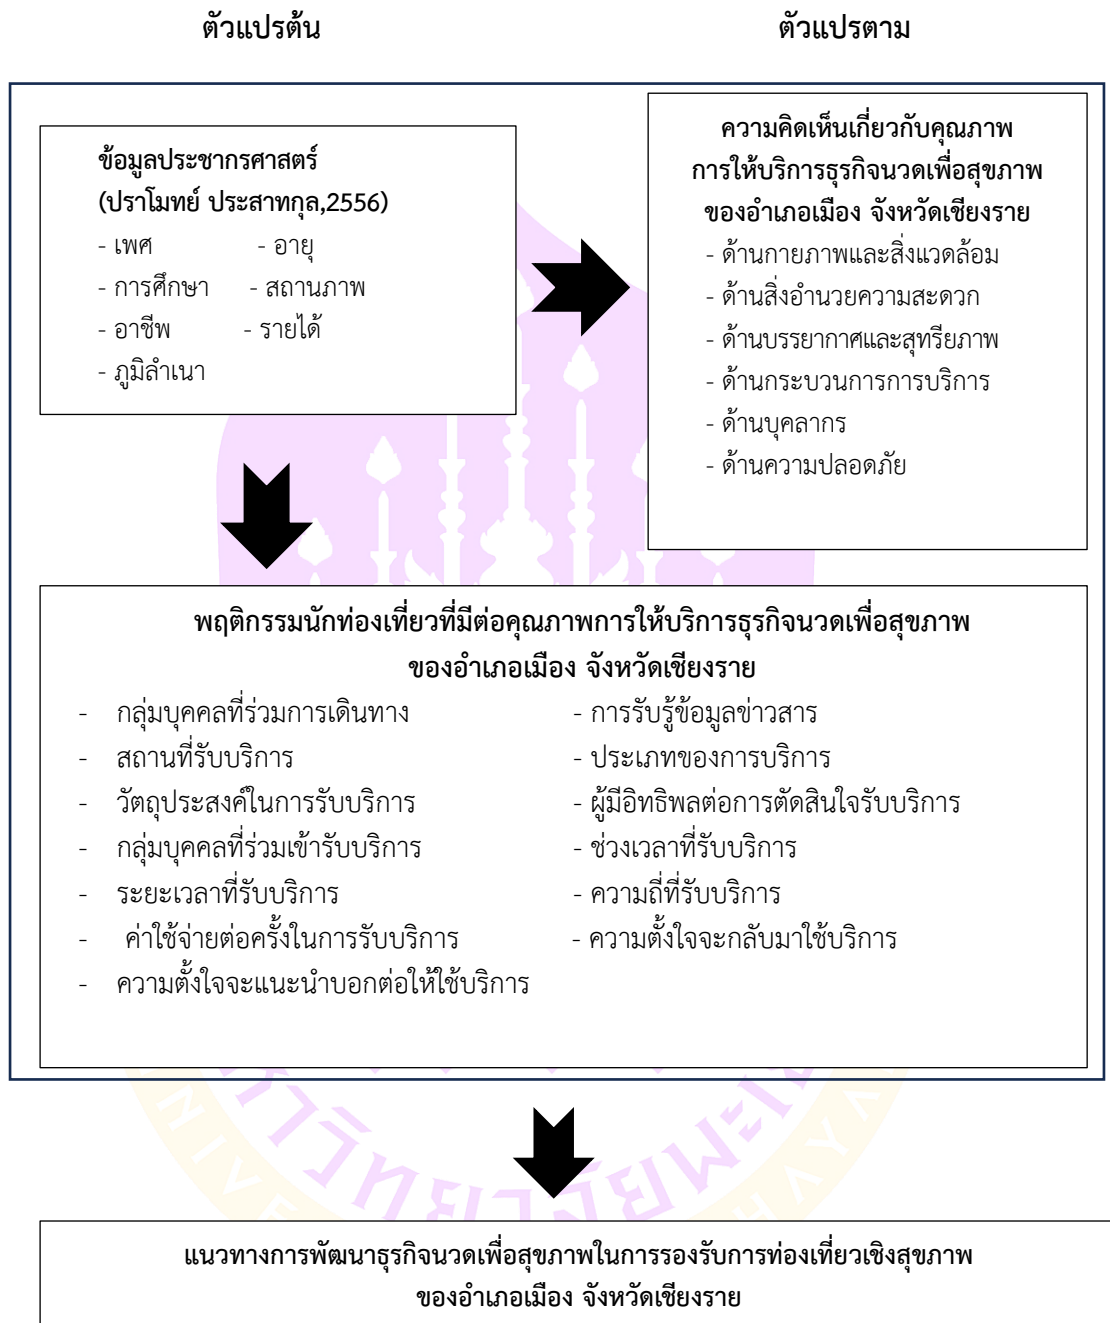 ตัวแปรต้น ตัวแปรตาม
ข้อมูลประชากรศาสตร์
(ปราโมทย์ ประสาทกุล,2556)
- เพศ - อายุ
- การศึกษา - สถานภาพ
- อาชีพ - รายได้
- ภูมิลำเนา
ความคิดเห็นเกี่ยวกับคุณภาพ
การให้บริการธุรกิจนวดเพื่อสุขภาพ
ของอำเภอเมือง จังหวัดเชียงราย
- ด้านกายภาพและสิ่งแวดล้อม
- ด้านสิ่งอำนวยความสะดวก
- ด้านบรรยากาศและสุทรียภาพ
- ด้านกระบวนการการบริการ
- ด้านบุคลากร
- ด้านความปลอดภัย
พฤติกรรมนักท่องเที่ยวที่มีต่อคุณภาพการให้บริการธุรกิจนวดเพื่อสุขภาพ
ของอำเภอเมือง จังหวัดเชียงราย
- กลุ่มบุคคลที่ร่วมการเดินทาง - การรับรู้ข้อมูลข่าวสาร
- สถานที่รับบริการ - ประเภทของการบริการ
- วัตถุประสงค์ในการรับบริการ - ผู้มีอิทธิพลต่อการตัดสินใจรับบริการ
- กลุ่มบุคคลที่ร่วมเข้ารับบริการ - ช่วงเวลาที่รับบริการ
- ระยะเวลาที่รับบริการ - ความถี่ที่รับบริการ
- ค่าใช้จ่ายต่อครั้งในการรับบริการ - ความตั้งใจจะกลับมาใช้บริการ
- ความตั้งใจจะแนะนำบอกต่อให้ใช้บริการ
แนวทางการพัฒนาธุรกิจนวดเพื่อสุขภาพในการรองรับการท่องเที่ยวเชิงสุขภาพ
ของอำเภอเมือง จังหวัดเชียงราย